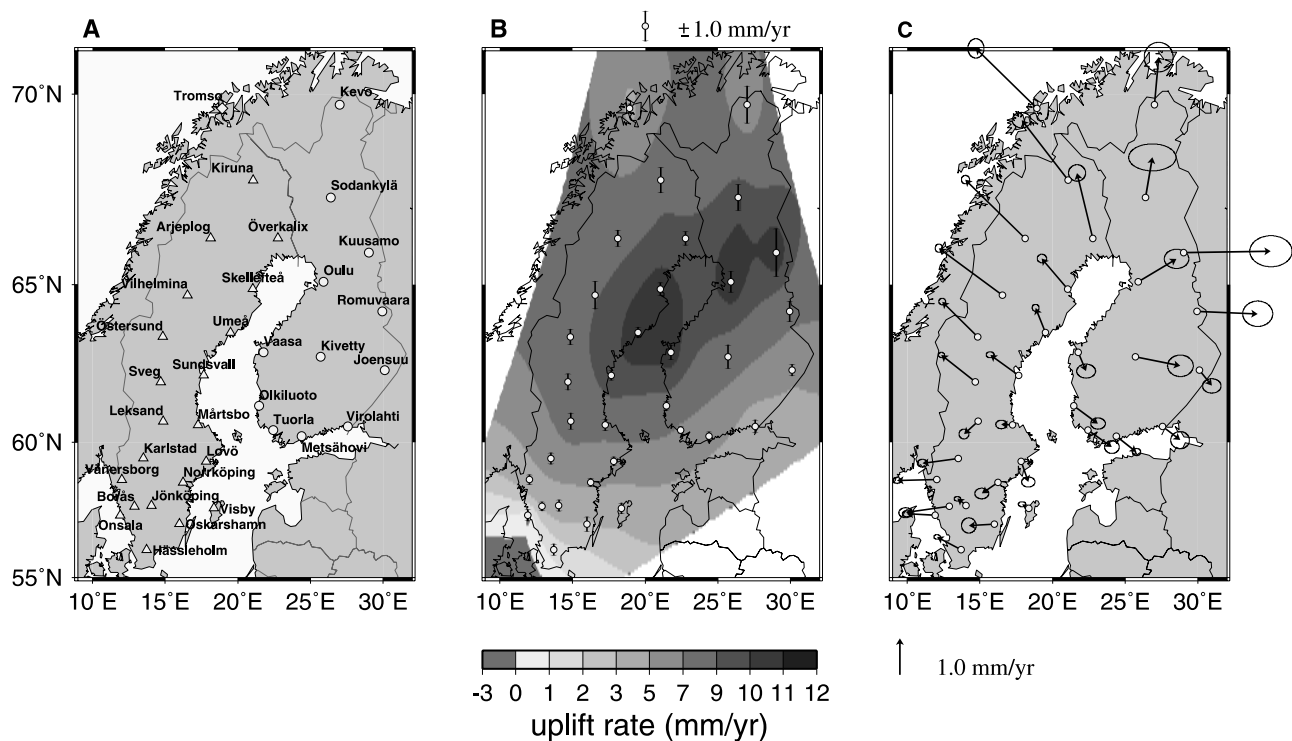 A
B
±1.0 mm/yr
C
70°N
65°N
60°N
55°N
Tromsø
Kevo
Kiruna
Sodankylä
Arjeplog
Överkalix
Kuusamo
Skellefteå
Oulu
Vilhelmina
Romuvaara
Östersund
Umeå
Vaasa
Kivetty
Sundsvall
Joensuu
Sveg
Olkiluoto
Leksand
Mårtsbo
Tuorla
Virolahti
Karlstad
Lovö
Metsähovi
Vänersborg
Norrköping
Borås
Jönköping
Visby
Onsala
Oskarshamn
Hässleholm
10°E 15°E 20°E 25°E 30°E
10°E 15°E 20°E 25°E 30°E
10°E 15°E 20°E 25°E 30°E
-3 0 1 2 3 5 7 9 10 11 12
uplift rate (mm/yr)
1.0 mm/yr